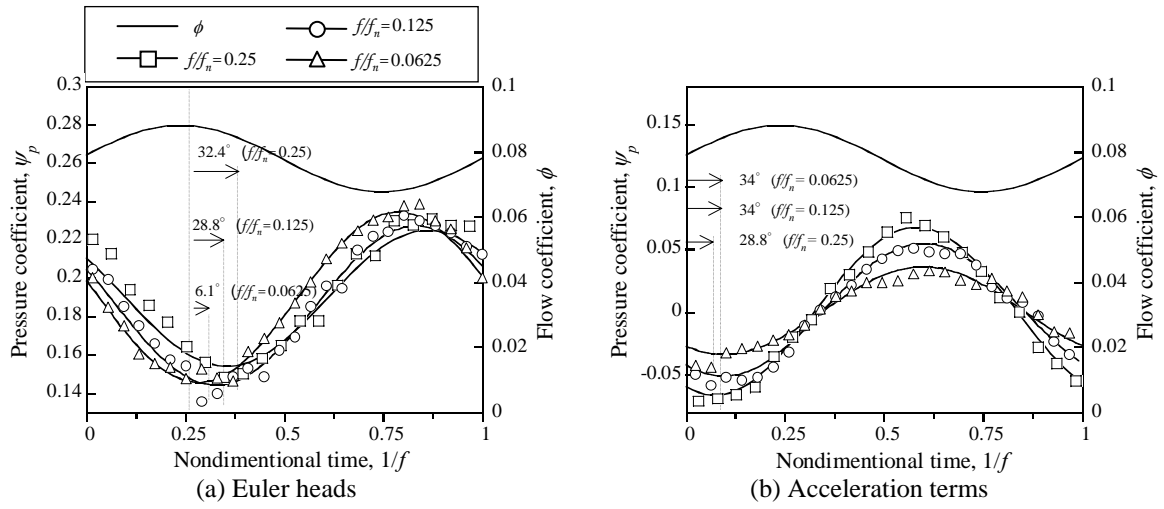 ϕ
f/fn=0.125
f/fn=0.25
f/fn=0.0625
0.3
0.28
0.26
0.24
0.22
0.2
0.18
0.16
0.14
Pressure coefficient, ψp
0.1
0.08
0.06
0.04
0.02
0
Flow coefficient, ϕ
32.4° (f/fn=0.25)
28.8° (f/fn=0.125)
6.1° (f/fn=0.0625)
0
0.25
0.5
0.75
1
Nondimentional time, 1/f
(a) Euler heads
0.15
0.1
0.05
0
-0.05
Pressure coefficient, ψp
0.1
0.08
0.06
0.04
0.02
0
Flow coefficient, ϕ
34° (f/fn= 0.0625)
34° (f/fn= 0.125)
28.8° (f/fn= 0.25)
0
0.25
0.5
0.75
1
Nondimentional time, 1/f
(b) Acceleration terms